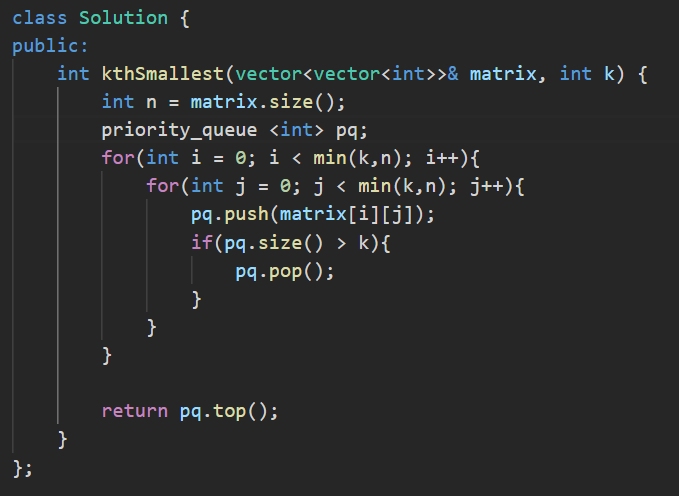 class Solution {
public:
    int kthSmallest(vector<vector<int>>& matrix, int k) {
        int n = matrix.size();
        priority_queue <int> pq;
        for(int i = 0; i < min(k,n); i++){
            for(int j = 0; j < min(k,n); j++){
                pq.push(matrix[i][j]);
                if(pq.size() > k){
                    pq.pop();
                }
            }
        }

        return pq.top();
    }
};